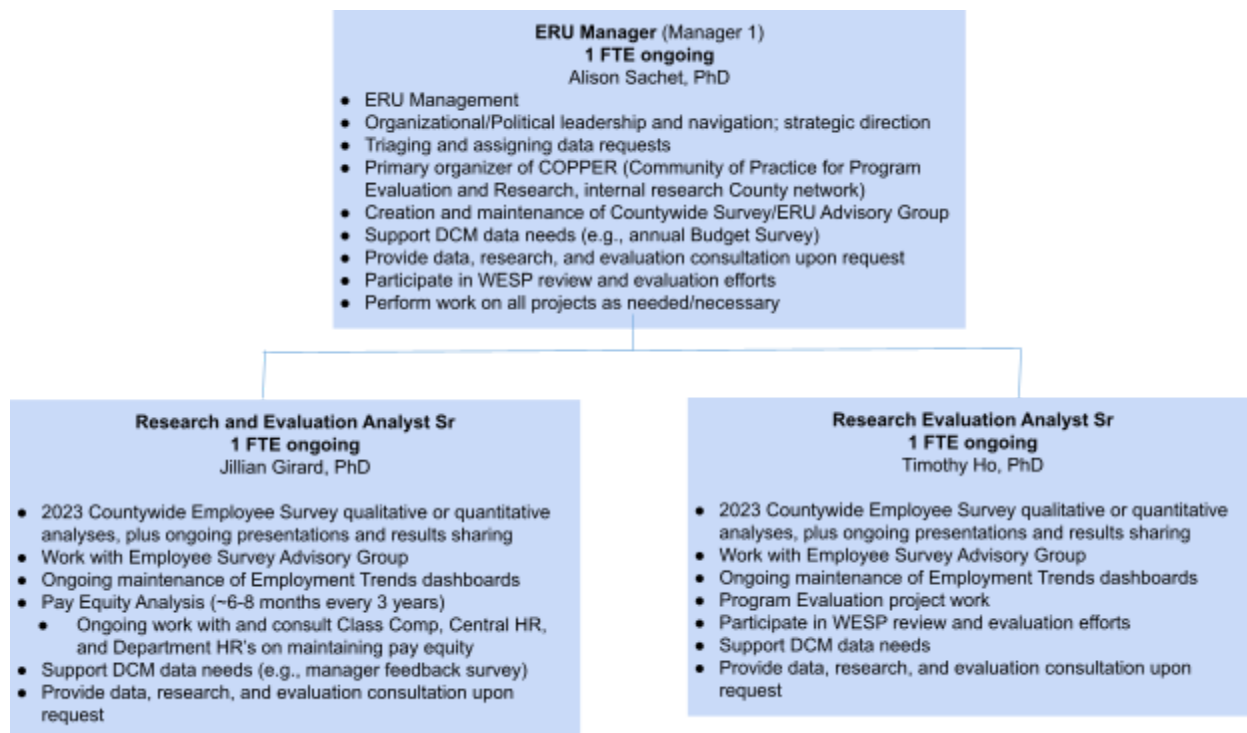 ERU Manager (Manager 1)
1 FTE ongoing
Alison Sachet, PhD
● ERU Management
● Organizational/Political leadership and navigation; strategic direction
● Triaging and assigning data requests
● Primary organizer of COPPER (Community of Practice for Program
Evaluation and Research, internal research County network)
● Creation and maintenance of Countywide Survey/ERU Advisory Group
● Support DCM data needs (e.g., annual Budget Survey)
● Provide data, research, and evaluation consultation upon request
● Participate in WESP review and evaluation efforts
● Perform work on all projects as needed/necessary
Research and Evaluation Analyst Sr
1 FTE ongoing
Jillian Girard, PhD
● 2023 Countywide Employee Survey qualitative or quantitative
analyses, plus ongoing presentations and results sharing
● Work with Employee Survey Advisory Group
● Ongoing maintenance of Employment Trends dashboards
● Pay Equity Analysis (~6-8 months every 3 years)
● Ongoing work with and consult Class Comp, Central HR,
and Department HR's on maintaining pay equity
● Support DCM data needs (e.g., manager feedback survey)
● Provide data, research, and evaluation consultation upon
request
Research Evaluation Analyst Sr
1 FTE ongoing
Timothy Ho, PhD
● 2023 Countywide Employee Survey qualitative or quantitative
analyses, plus ongoing presentations and results sharing
● Work with Employee Survey Advisory Group
● Ongoing maintenance of Employment Trends dashboards
● Program Evaluation project work
● Participate in WESP review and evaluation efforts
● Support DCM data needs
● Provide data, research, and evaluation consultation upon
request